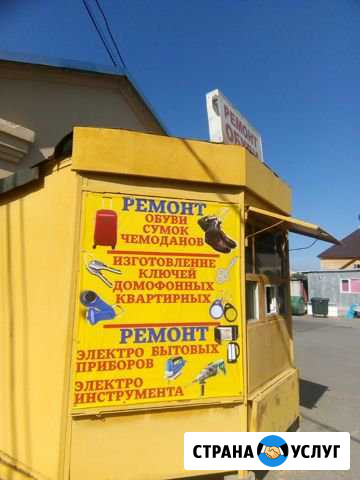 РЕМОНТ
ОБУВИ
РЕМОНТ
ОБУВИ
СУМОК
ЧЕМОДАНОВ
ИЗГОТОВЛЕНИЕ
КЛЮЧЕЙ
ДОМОФОННЫХ
КВАРТИРНЫХ
РЕМОНТ
ЭЛЕКТРО БЫТОВЫХ
ПРИБОРОВ
ЭЛЕКТРО
ИНСТРУМЕНТА
СТРАНА УСЛУГ